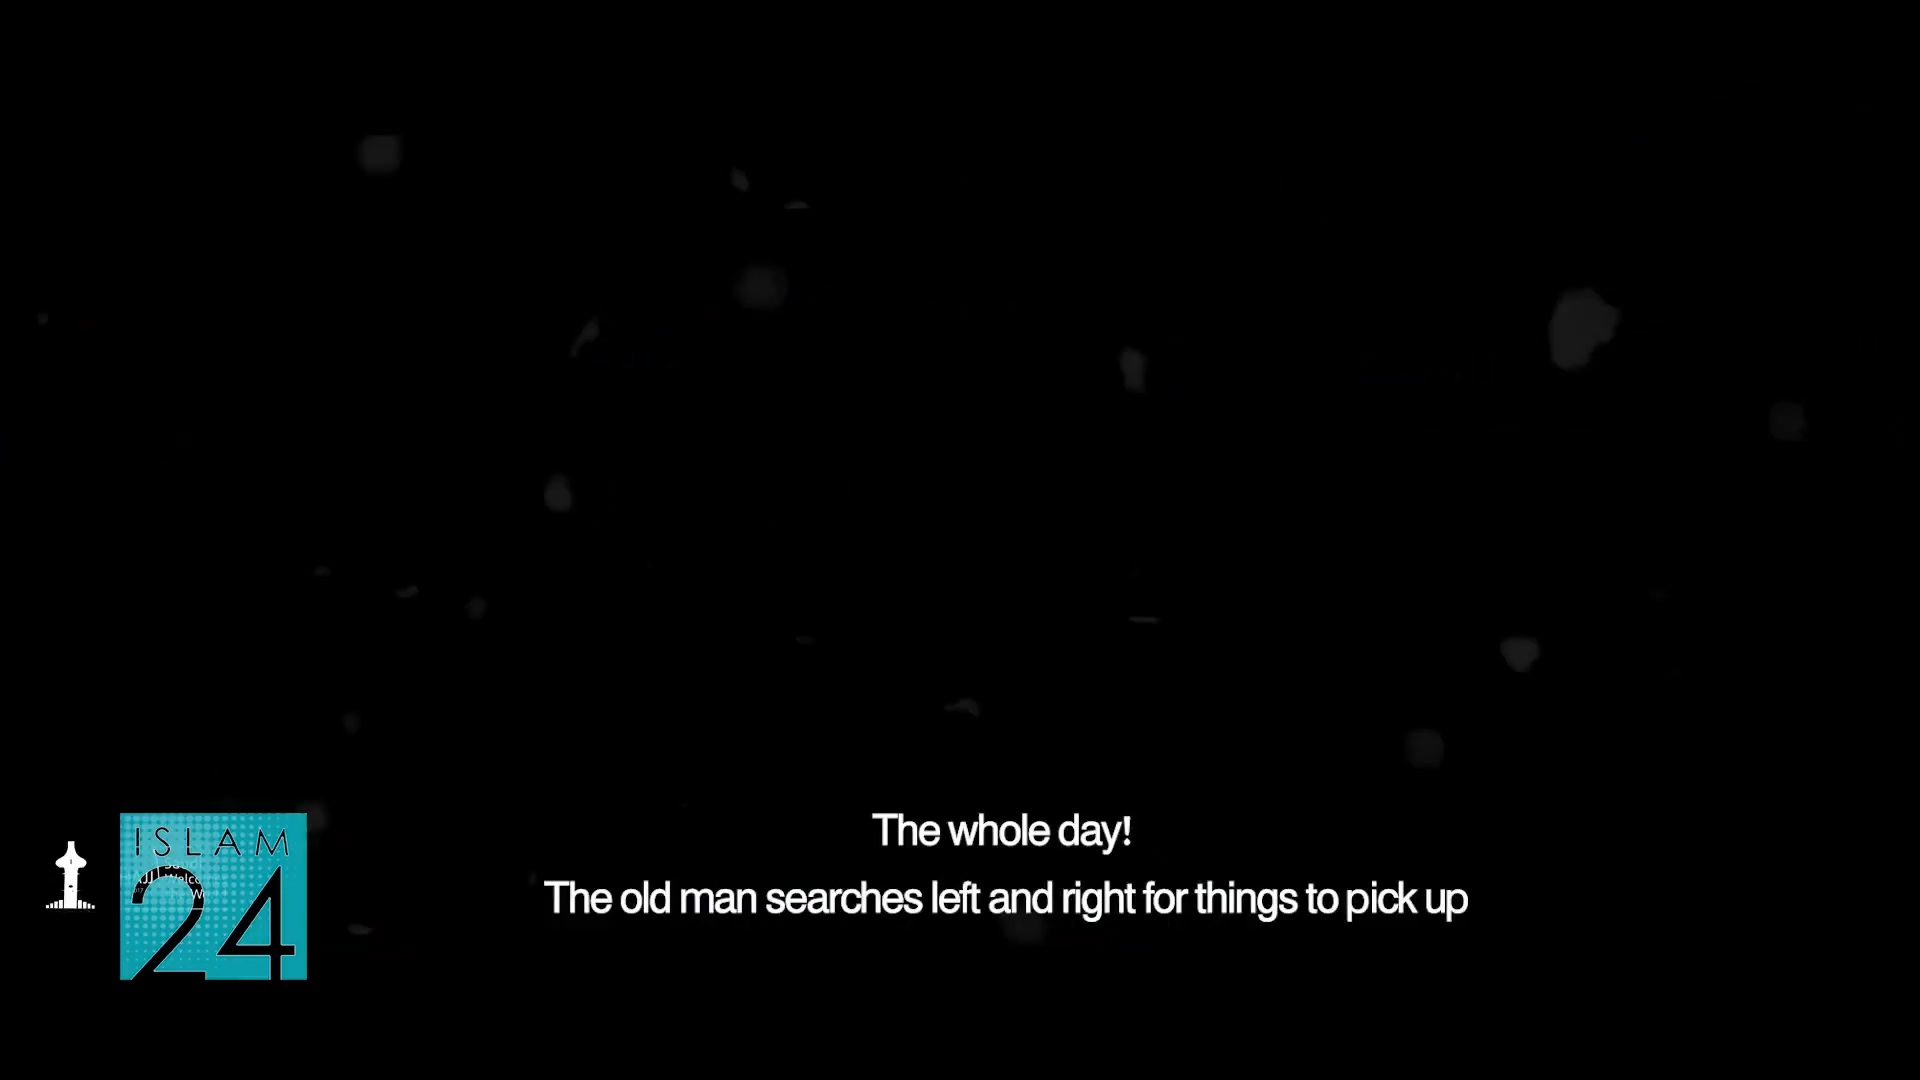 The whole day!
The old man searches left and right for things to pick up
ISLAM
24